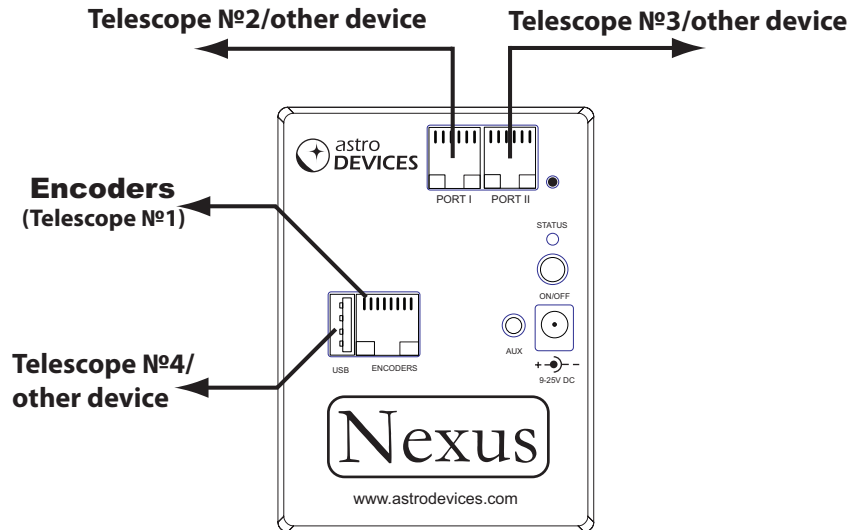 Telescope №2/other device
Telescope №3/other device
astro
DEVICES
PORT I
PORT II
Encoders
(Telescope №1)
STATUS
ON/OFF
AUX
+ - -
9-25V DC
USB
ENCODERS
Telescope №4/
other device
Nexus
www.astrodevices.com